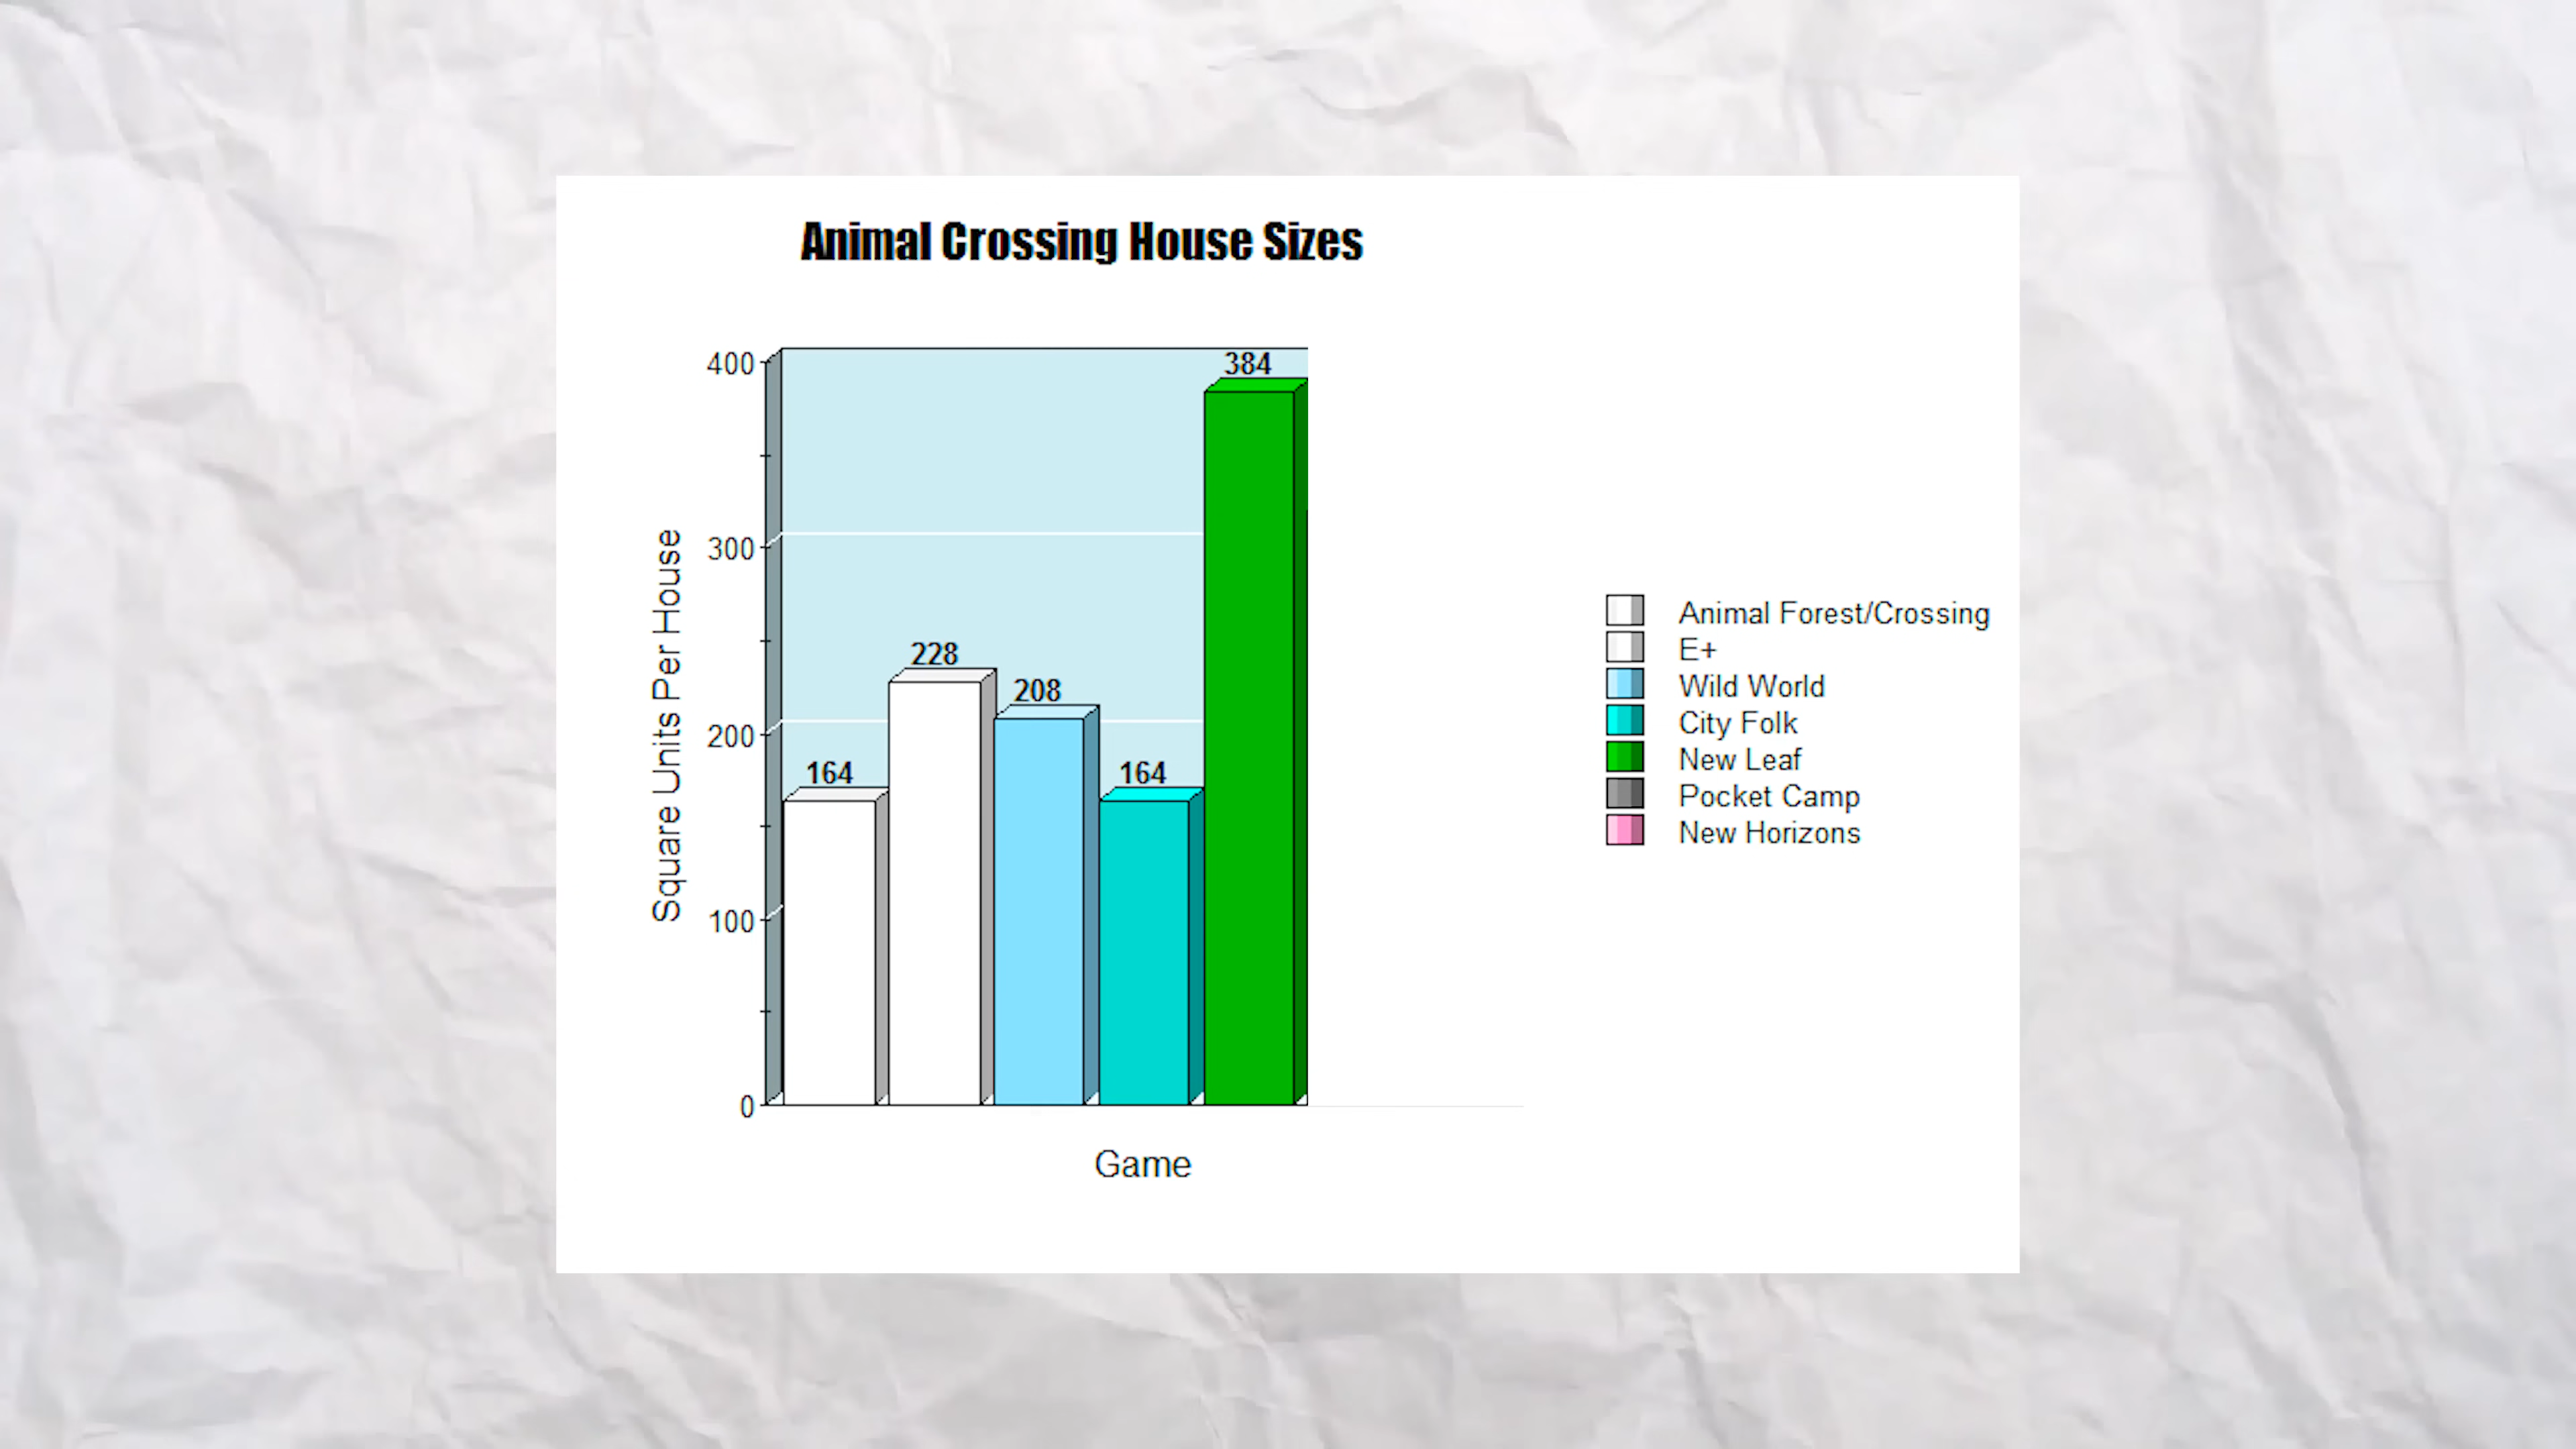 Animal Crossing House Sizes
Square Units Per House
400
300
200
100
0
164
228
208
164
384
Game
Animal Forest/Crossing
E+
Wild World
City Folk
New Leaf
Pocket Camp
New Horizons